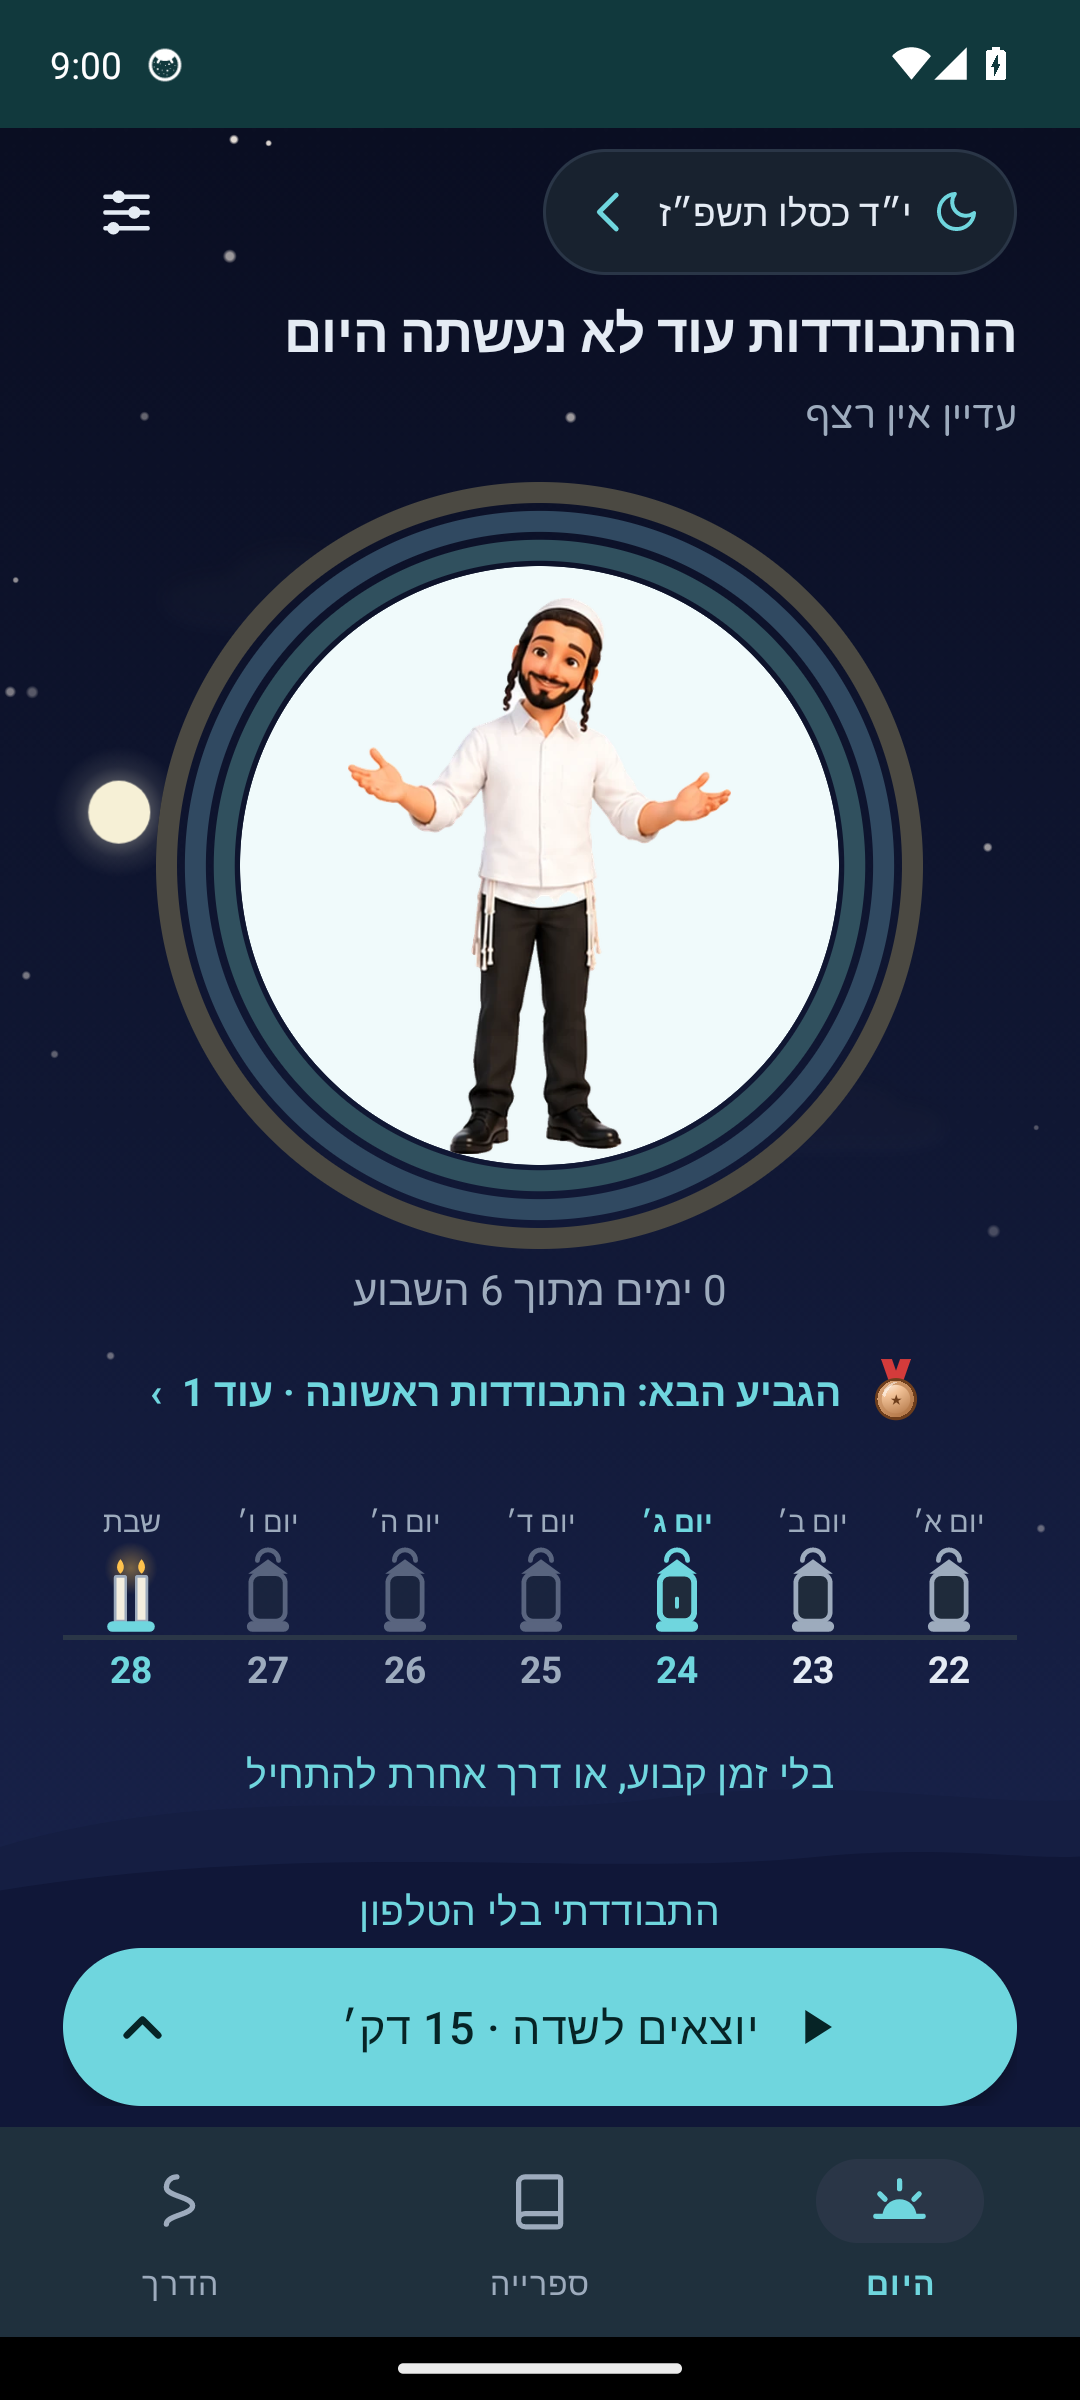 9:00
י״ד כסלו תשפ״ז
ההתבודדות עוד לא נעשתה היום
עדיין אין רצף
0 ימים מתוך 6 השבוע
הגביע הבא: התבודדות ראשונה · עוד 1 ›
יום א׳ יום ב׳ יום ג׳ יום ד׳ יום ה׳ יום ו׳ שבת
22 23 24 25 26 27 28
בלי זמן קבוע, או דרך אחרת להתחיל
התבודדתי בלי הטלפון
יוצאים לשדה · 15 דק׳
היום ספרייה הדרך